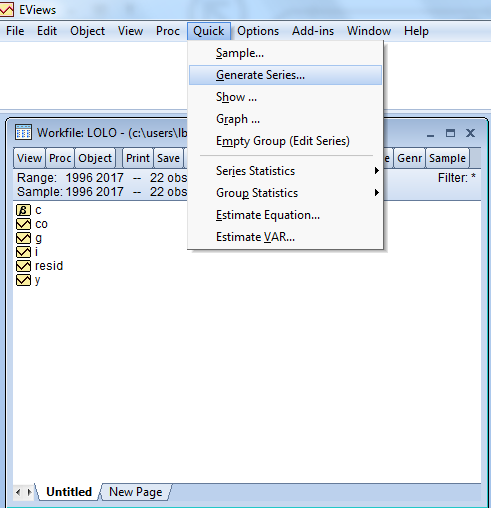 EViews
File Edit Object View Proc Quick Options Add-ins Window Help
Sample...
Generate Series...
Show ...
Graph ...
Empty Group (Edit Series)
Series Statistics
Group Statistics
Estimate Equation...
Estimate VAR...
Workfile: LOLO - (c:\users\lb
View Proc Object Print Save Genr Sample
Range: 1996 2017 -- 22 obs Filter: *
Sample: 1996 2017 -- 22 obs
β c
co
g
i
resid
y
Untitled New Page